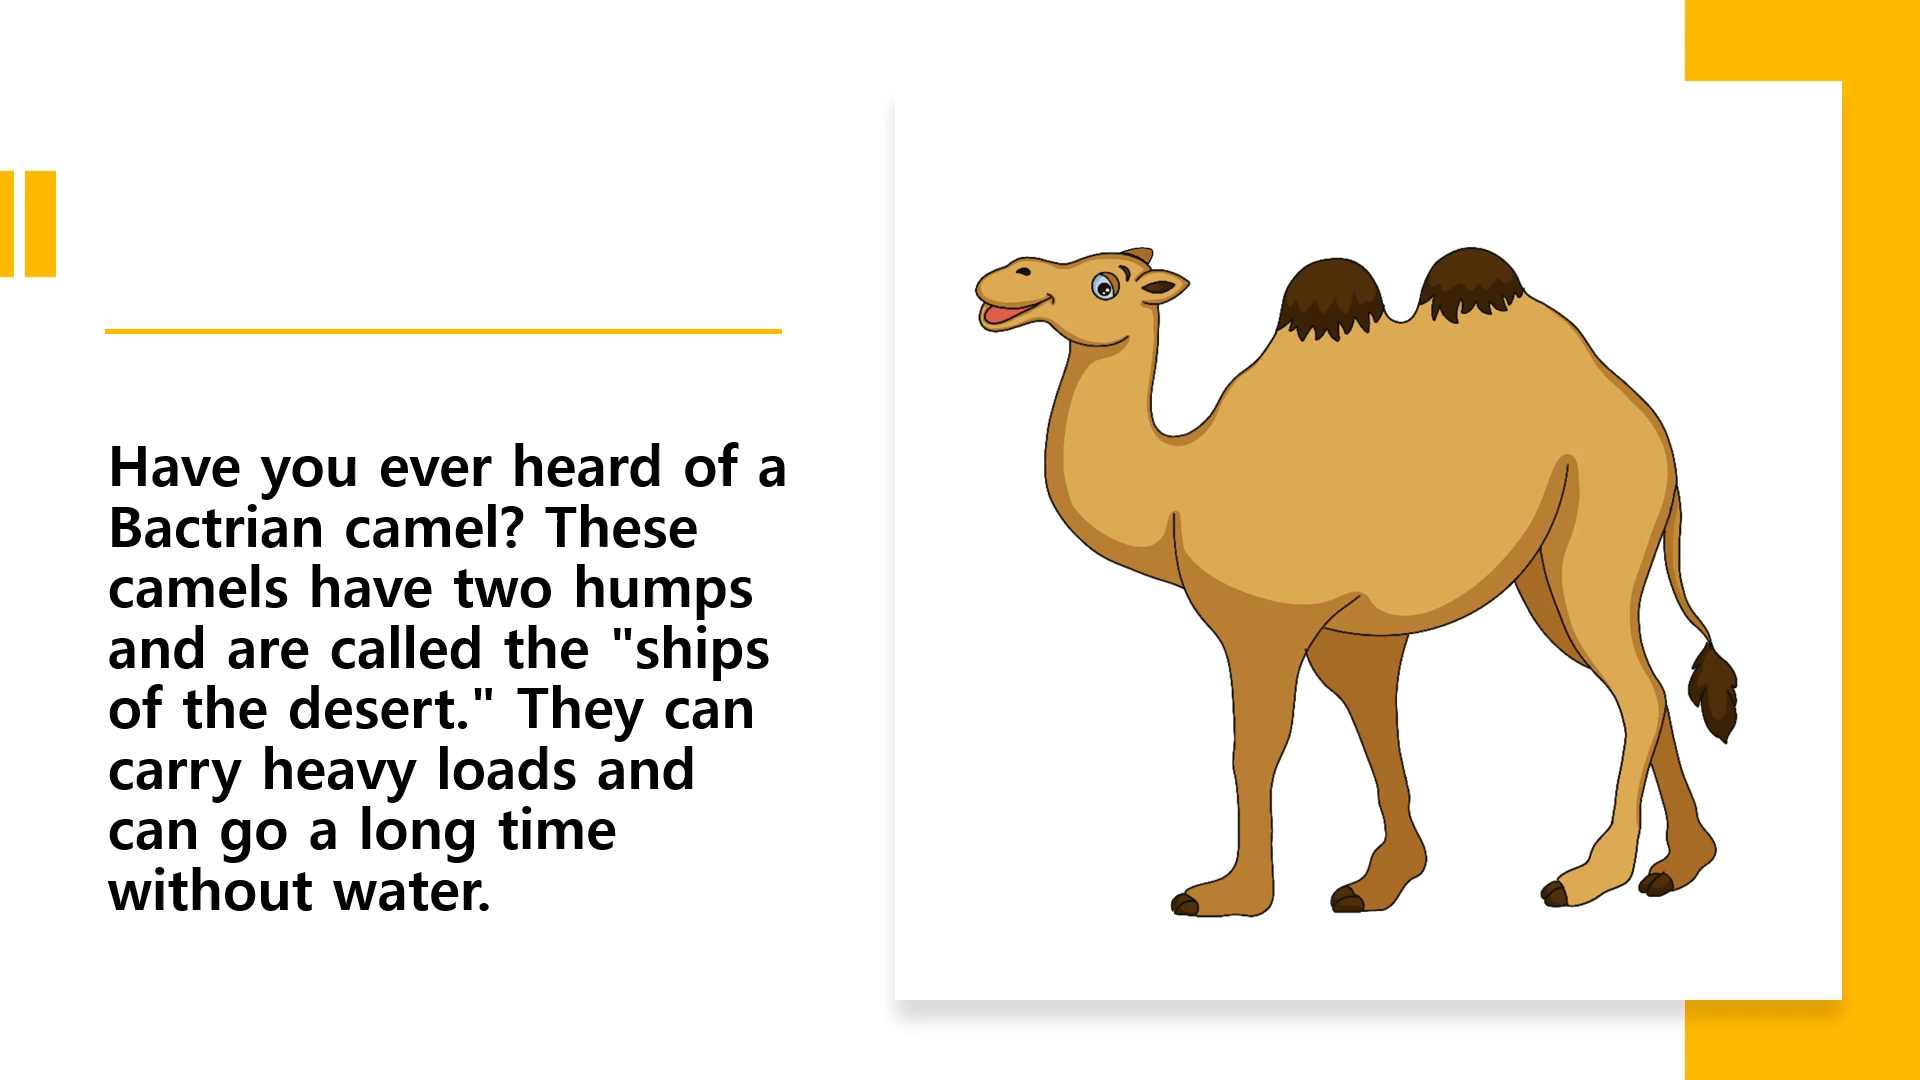 Have you ever heard of a
Bactrian camel? These
camels have two humps
and are called the "ships
of the desert." They can
carry heavy loads and
can go a long time
without water.